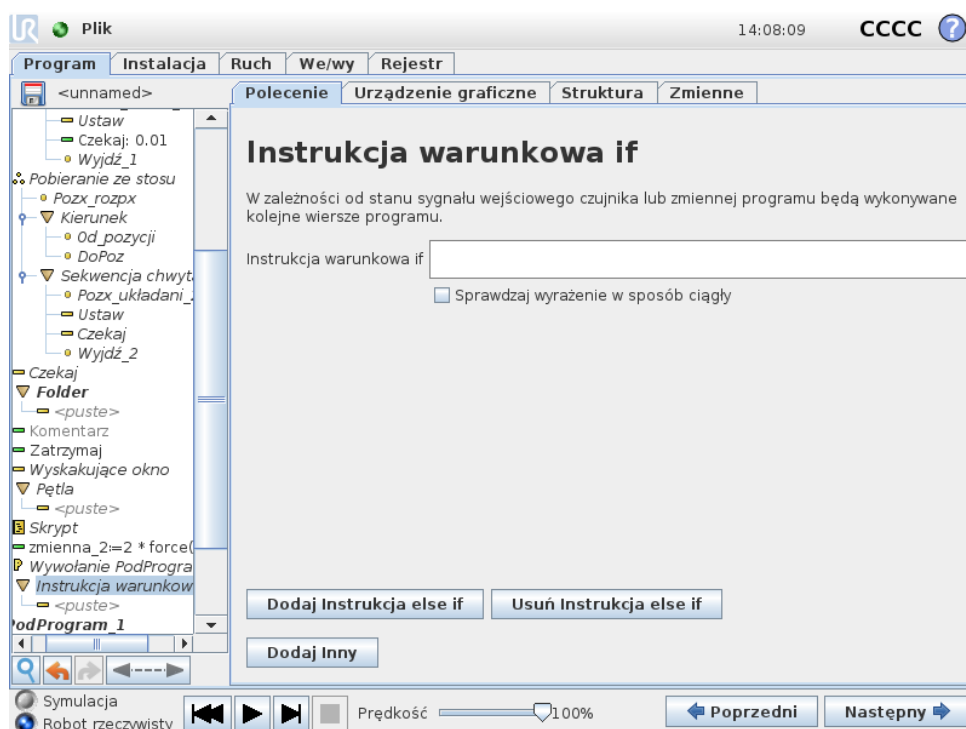 UR Plik 14:08:09 CCCC ?
Program Instalacja Ruch We/wy Rejestr
<unnamed>
Polecenie Urządzenie graficzne Struktura Zmienne
Ustaw
Czekaj: 0.01
Wyjdź_1
Pobieranie ze stosu
Pozx_rozpx
Kierunek
Od_pozycji
DoPoz
Sekwencja chwyt
Pozx_układani_
Ustaw
Czekaj
Wyjdź_2
Czekaj
Folder
<puste>
Komentarz
Zatrzymaj
Wyskakujące okno
Pętla
<puste>
Skrypt
zmienna_2:=2 * force(
Wywołanie PodProgra
Instrukcja warunkow
<puste>
PodProgram_1
Instrukcja warunkowa if
W zależności od stanu sygnału wejściowego czujnika lub zmiennej programu będą wykonywane
kolejne wiersze programu.
Instrukcja warunkowa if
Sprawdzaj wyrażenie w sposób ciągły
Dodaj Instrukcja else if Usuń Instrukcja else if
Dodaj Inny
Symulacja
Robot rzeczywisty
Prędkość 100%
Poprzedni Następny